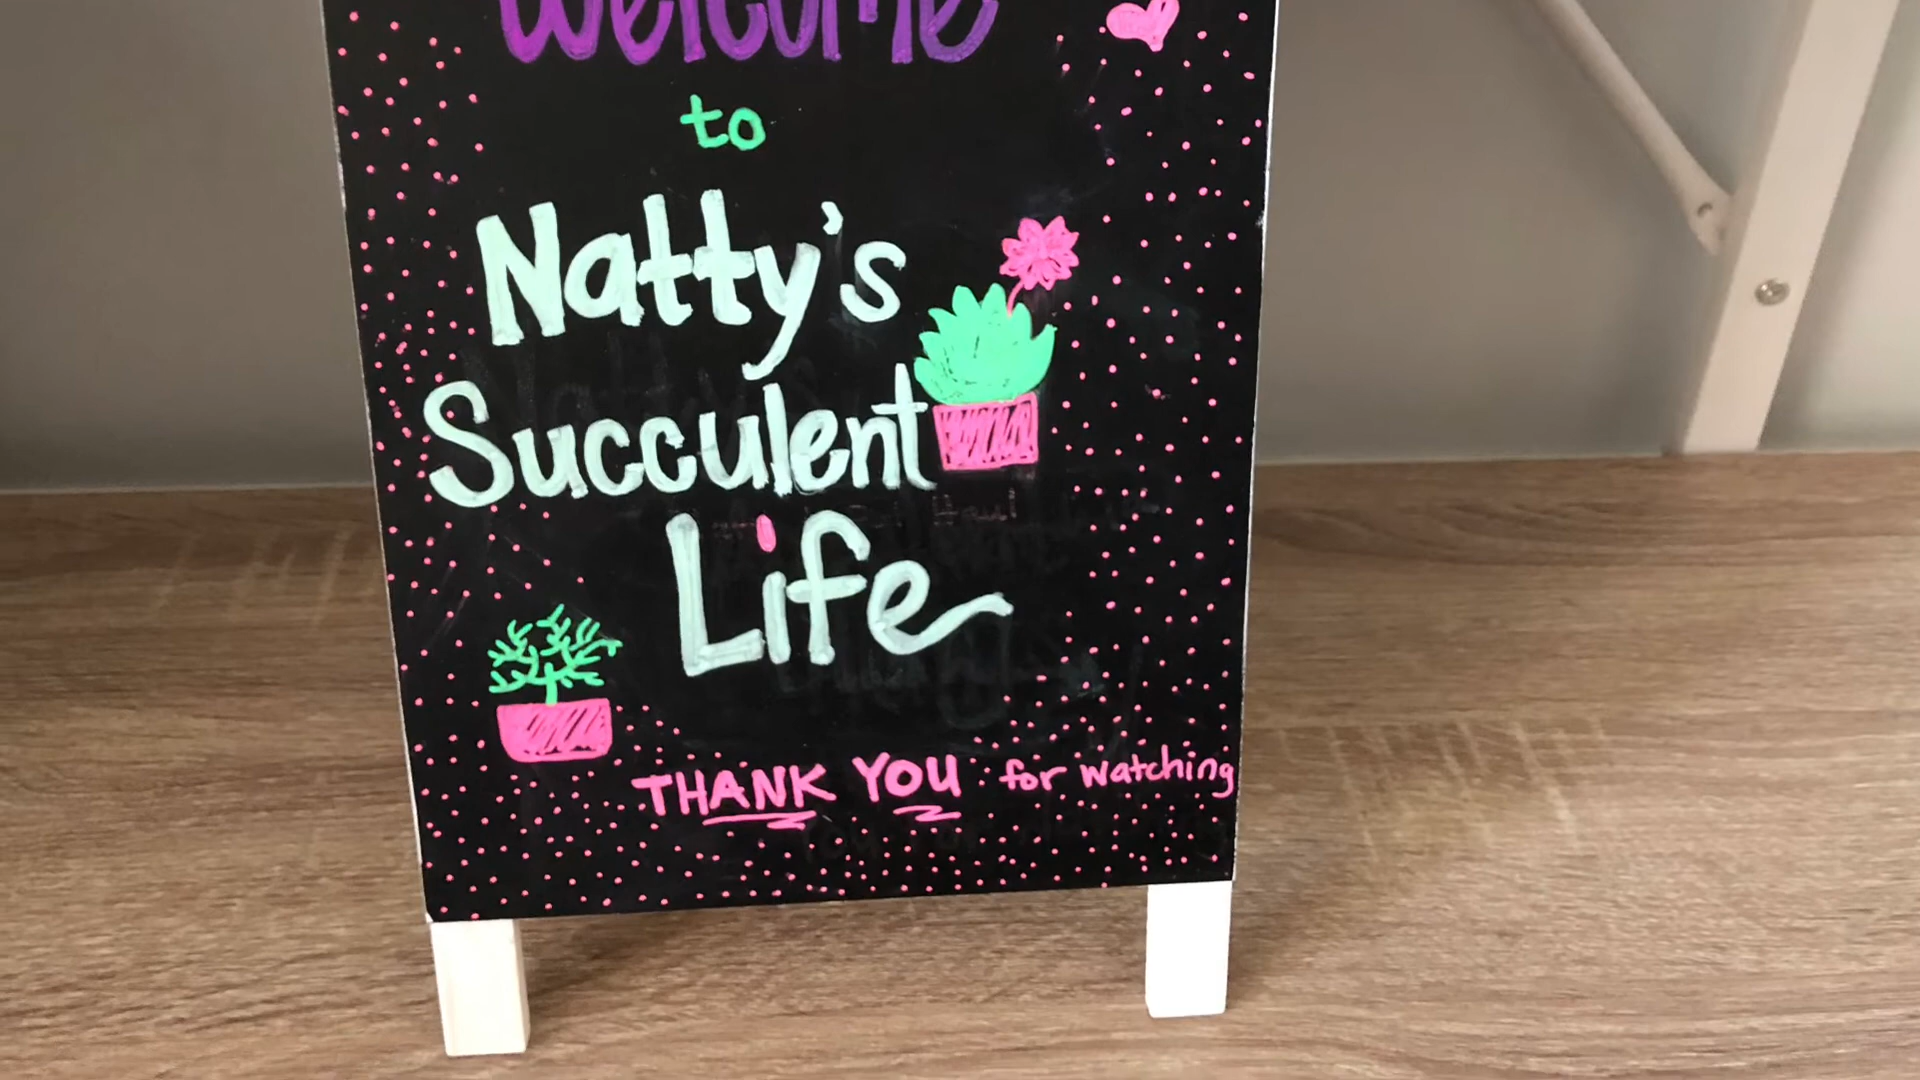 Welcome
to
Natty's
Succulent
Life
THANK YOU for watching